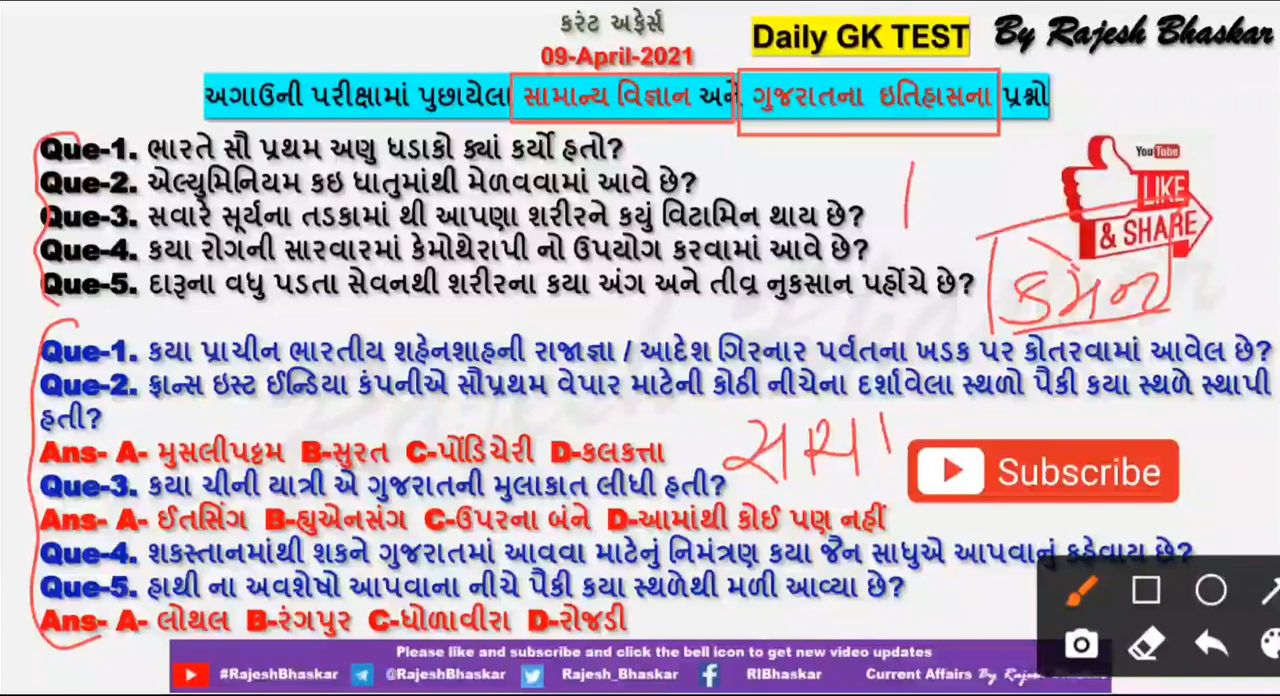 કરંટ અફેર્સ
09-April-2021
Daily GK TEST
By Rajesh Bhaskar
અગાઉની પરીક્ષામાં પુછાયેલા સામાન્ય વિજ્ઞાન અને ગુજરાતના ઇતિહાસના પ્રશ્નો
Que-1. ભારતે સૌ પ્રથમ અણુ ધડાકો ક્યાં કર્યો હતો?
Que-2. એલ્યુમિનિયમ કઇ ધાતુમાંથી મેળવવામાં આવે છે?
Que-3. સવારે સૂર્યના તડકામાં થી આપણા શરીરને કયું વિટામિન થાય છે?
Que-4. કયા રોગની સારવારમાં કેમોથેરાપી નો ઉપયોગ કરવામાં આવે છે?
Que-5. દારૂના વધુ પડતા સેવનથી શરીરના કયા અંગ અને તીવ્ર નુકસાન પહોંચે છે?
YouTube
LIKE
& SHARE
Que-1. કયા પ્રાચીન ભારતીય શહેનશાહની રાજાજ્ઞા / આદેશ ગિરનાર પર્વતના ખડક પર કોતરવામાં આવેલ છે?
Que-2. ફ્રાન્સ ઇસ્ટ ઈન્ડિયા કંપનીએ સૌપ્રથમ વેપાર માટેની કોઠી નીચેના દર્શાવેલા સ્થળો પૈકી કયા સ્થળે સ્થાપી
હતી?
Ans- A- મુસલીપટ્ટમ B-સુરત C-પોંડિચેરી D-કલકત્તા
Que-3. કયા ચીની યાત્રી એ ગુજરાતની મુલાકાત લીધી હતી?
Subscribe
Ans- A- ઈતસિંગ B-હ્યુએનસંગ C-ઉપરના બંને D-આમાંથી કોઈ પણ નહીં
Que-4. શકસ્તાનમાંથી શકને ગુજરાતમાં આવવા માટેનું નિમંત્રણ કયા જૈન સાધુએ આપવાનું કહેવાય છે?
Que-5. હાથી ના અવશેષો આપવાના નીચે પૈકી કયા સ્થળેથી મળી આવ્યા છે?
Ans- A- લોથલ B-રંગપુર C-ધોળાવીરા D-રોજડી
Please like and subscribe and click the bell icon to get new video updates
#RajeshBhaskar @RajeshBhaskar Rajesh_Bhaskar RIBhaskar Current Affairs By